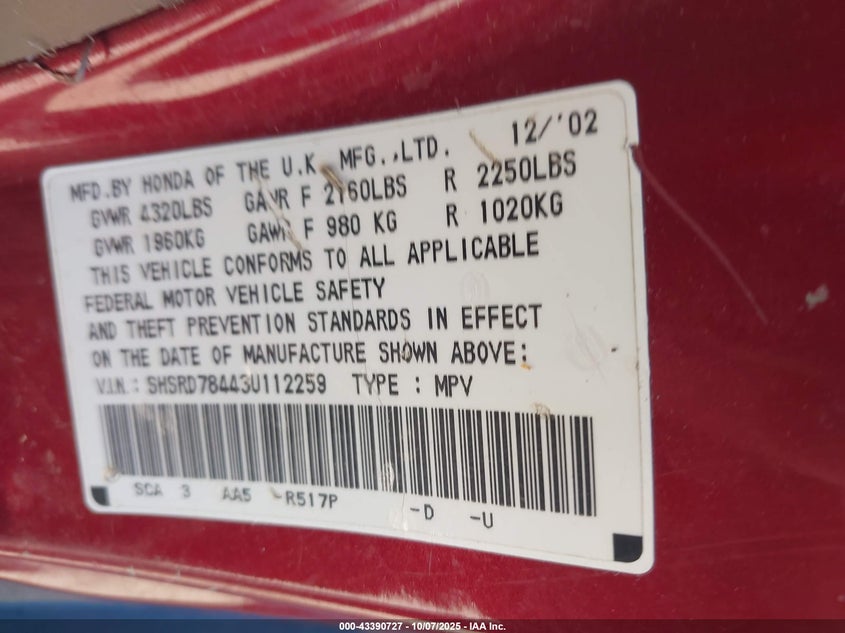 MFD.BY HONDA OF THE U.K. MFG.,LTD. 12/'02
GVWR 4320LBS GAWR F 2160LBS R 2250LBS
GVWR 1960KG GAWR F 980 KG R 1020KG
THIS VEHICLE CONFORMS TO ALL APPLICABLE
FEDERAL MOTOR VEHICLE SAFETY
AND THEFT PREVENTION STANDARDS IN EFFECT
ON THE DATE OF MANUFACTURE SHOWN ABOVE:
V.I.N.: SHSRD78443U112259 TYPE : MPV
SCA 3 AA5 -R517P -D -U
000-43390727 - 10/07/2025 - IAA Inc.